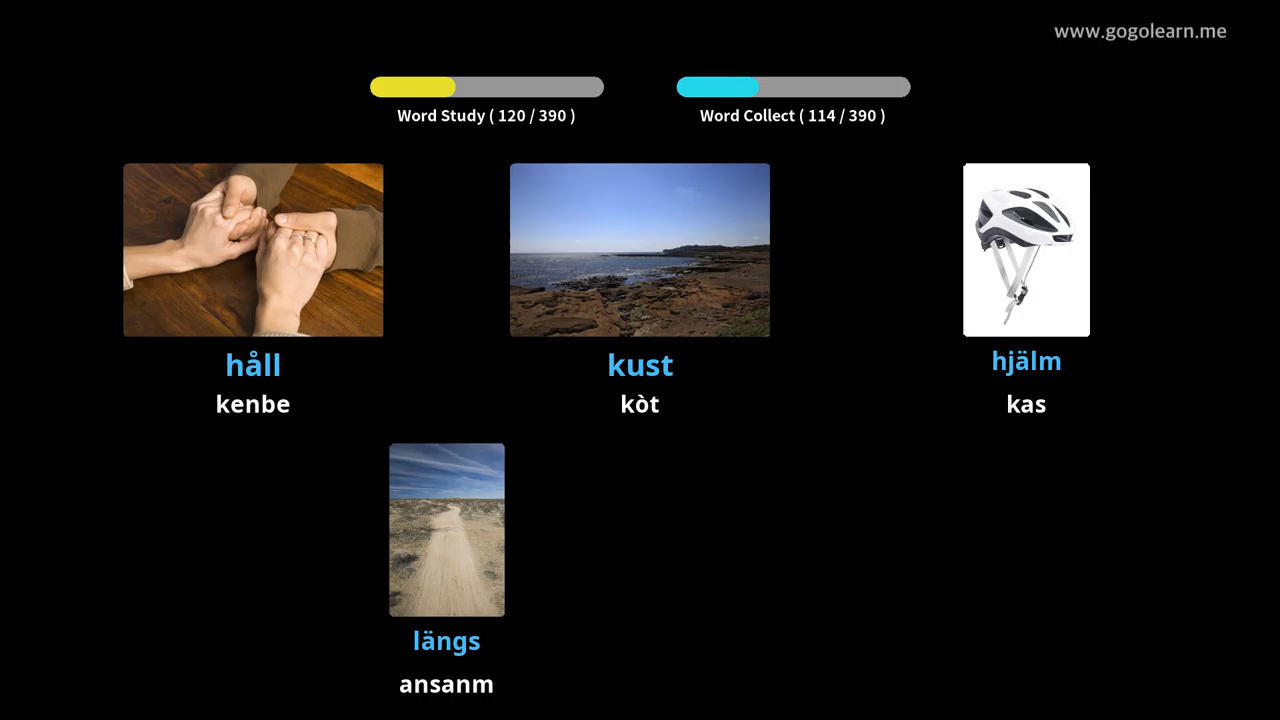 www.gogolearn.me
Word Study ( 120 / 390 )
Word Collect ( 114 / 390 )
håll
kenbe
kust
kòt
hjälm
kas
längs
ansanm